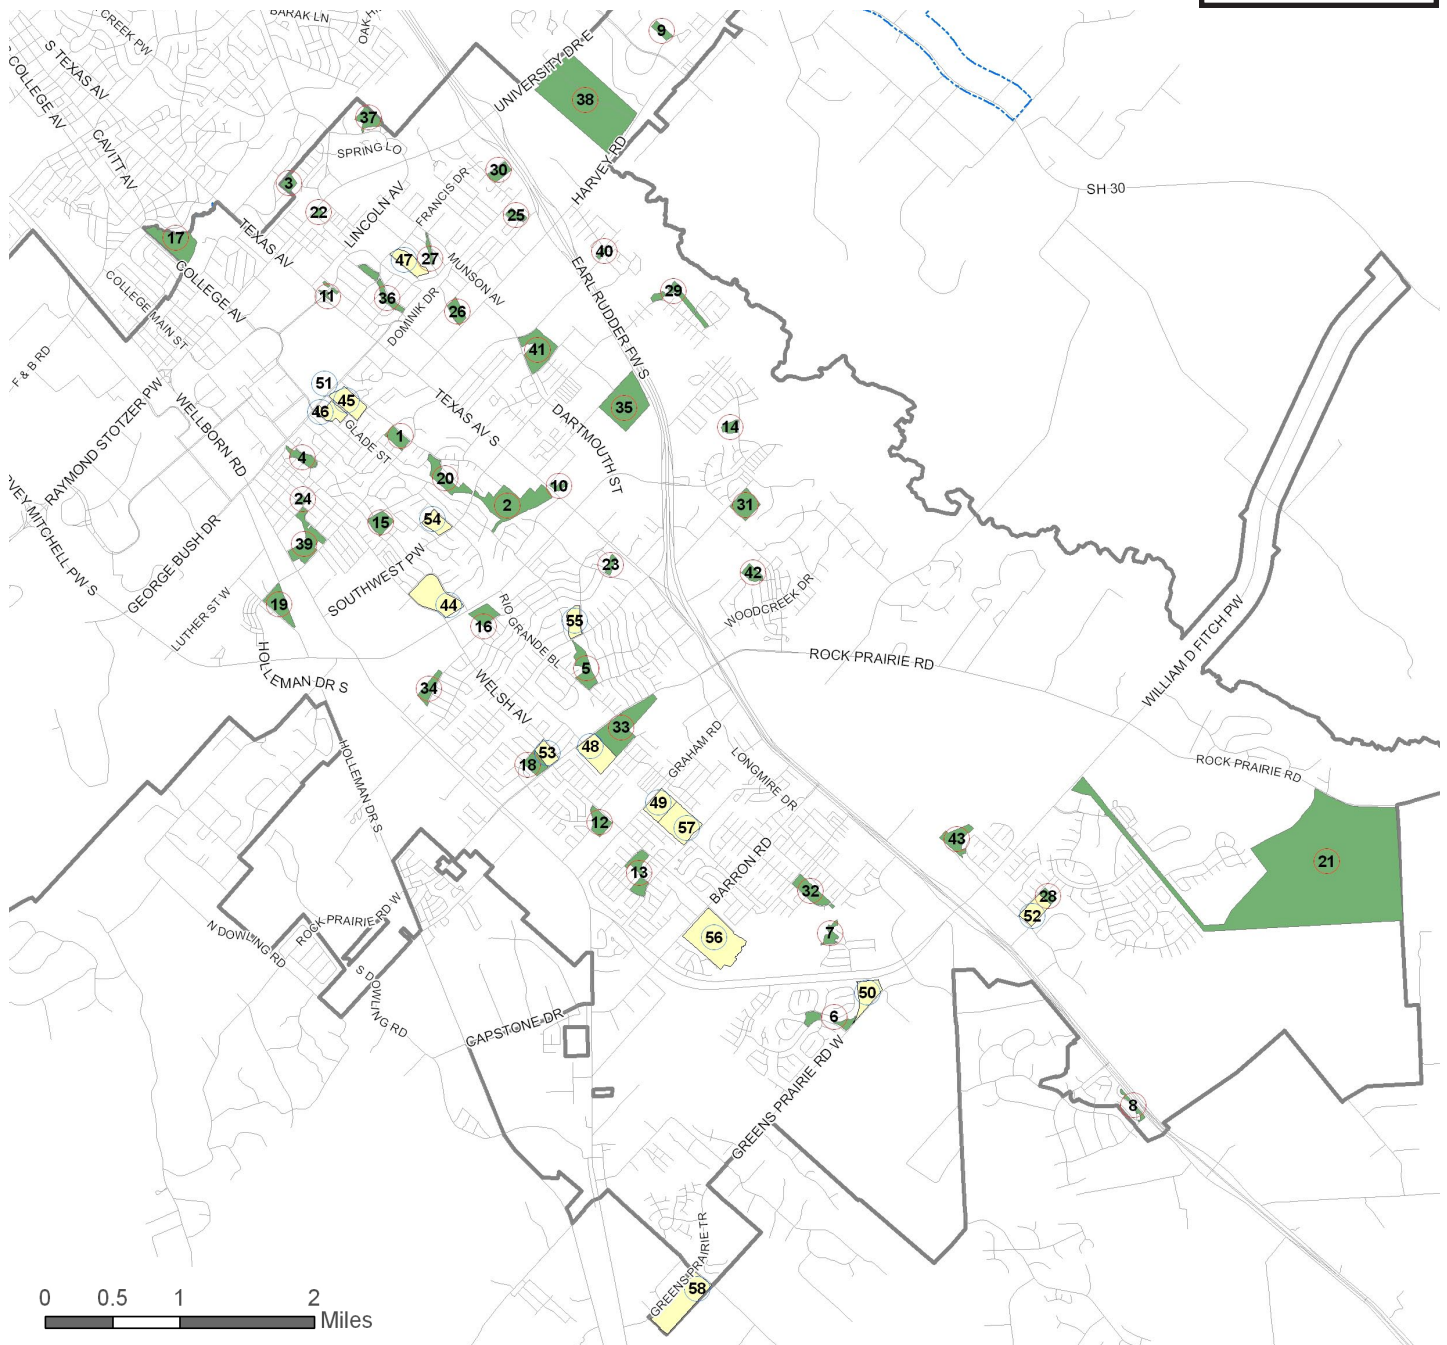 BARAK LN
OAK H
CREEK PW
S TEXAS AV
COLLEGE AV
CAVITT AV
UNIVERSITY DR E
9
38
37
SPRING LO
HARVEY RD
3
30
SH 30
22
LINCOLN AV
FRANCIS DR
25
17
TEXAS AV
COLLEGE AV
47
27
MUNSON AV
40
EARL RUDDER FW S
COLLEGE MAIN ST
11
36
DOMINIK DR
26
29
F & B RD
41
51
45
46
TEXAS AV S
35
RAYMOND STOTZER PW
WELLBORN RD
GLADE ST
1
DARTMOUTH ST
14
4
20
10
24
2
31
VEY MITCHELL PW S
15
54
39
GEORGE BUSH DR
SOUTHWEST PW
23
42
19
44
WOODCREEK DR
LUTHER ST W
16
RIO GRANDE BL
55
WILLIAM D FITCH PW
HOLLEMAN DR S
5
ROCK PRAIRIE RD
34
WELSH AV
33
GRAHAM RD
48
53
18
LONGMIRE DR
ROCK PRAIRIE RD
HOLLEMAN DR S
49
57
12
43
21
13
BARRON RD
32
28
52
N DOWLING RD
ROCK PRAIRIE RD W
56
7
S DOWLING RD
50
6
CAPSTONE DR
GREENS PRAIRIE RD W
8
GREENS PRAIRIE TR
58
0 0.5 1 2
Miles